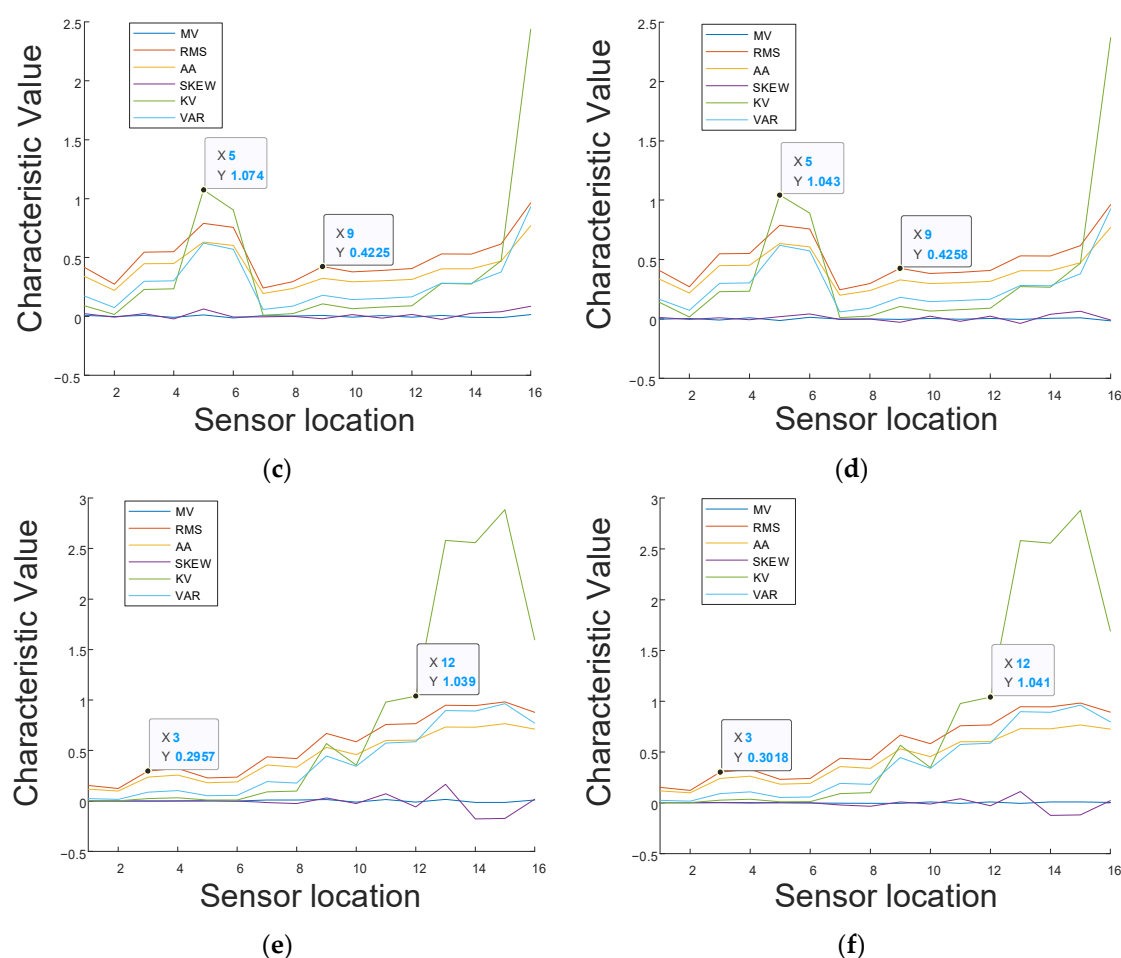 2.5
2
1.5
1
0.5
0
−0.5
Characteristic Value
MV
RMS
AA
SKEW
KV
VAR
X 5
Y 1.074
X 9
Y 0.4225
2 4 6 8 10 12 14 16
Sensor location
(c)
2.5
2
1.5
1
0.5
0
−0.5
Characteristic Value
MV
RMS
AA
SKEW
KV
VAR
X 5
Y 1.043
X 9
Y 0.4258
2 4 6 8 10 12 14 16
Sensor location
(d)
3
2.5
2
1.5
1
0.5
0
−0.5
Characteristic Value
MV
RMS
AA
SKEW
KV
VAR
X 3
Y 0.2957
X 12
Y 1.039
2 4 6 8 10 12 14 16
Sensor location
(e)
3
2.5
2
1.5
1
0.5
0
−0.5
Characteristic Value
MV
RMS
AA
SKEW
KV
VAR
X 3
Y 0.3018
X 12
Y 1.041
2 4 6 8 10 12 14 16
Sensor location
(f)